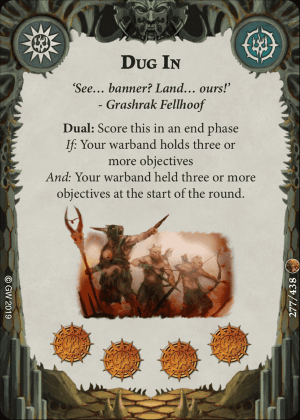 Dug In
‘See... banner? Land... ours!’
- Grashrak Fellhoof
Dual: Score this in an end phase
If: Your warband holds three or
more objectives
And: Your warband held three or more
objectives at the start of the round.
© GW 2019
277/438